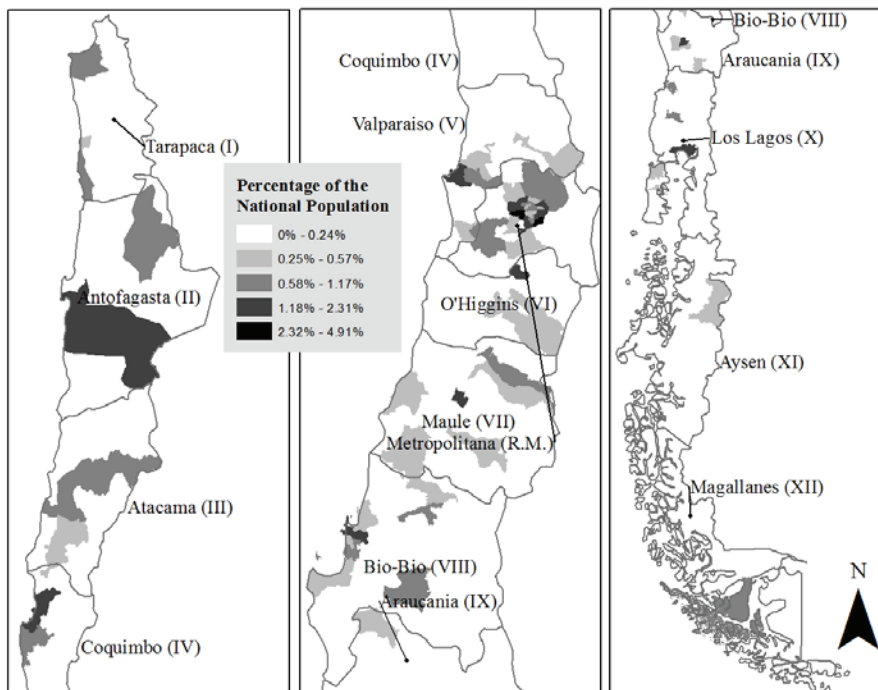 Tarapaca (I)
Antofagasta (II)
Atacama (III)
Coquimbo (IV)
Percentage of the
National Population
0% - 0.24%
0.25% - 0.57%
0.58% - 1.17%
1.18% - 2.31%
2.32% - 4.91%
Coquimbo (IV)
Valparaiso (V)
O'Higgins (VI)
Maule (VII)
Metropolitana (R.M.)
Bio-Bio (VIII)
Araucania (IX)
Bio-Bio (VIII)
Araucania (IX)
Los Lagos (X)
Aysen (XI)
Magallanes (XII)
N